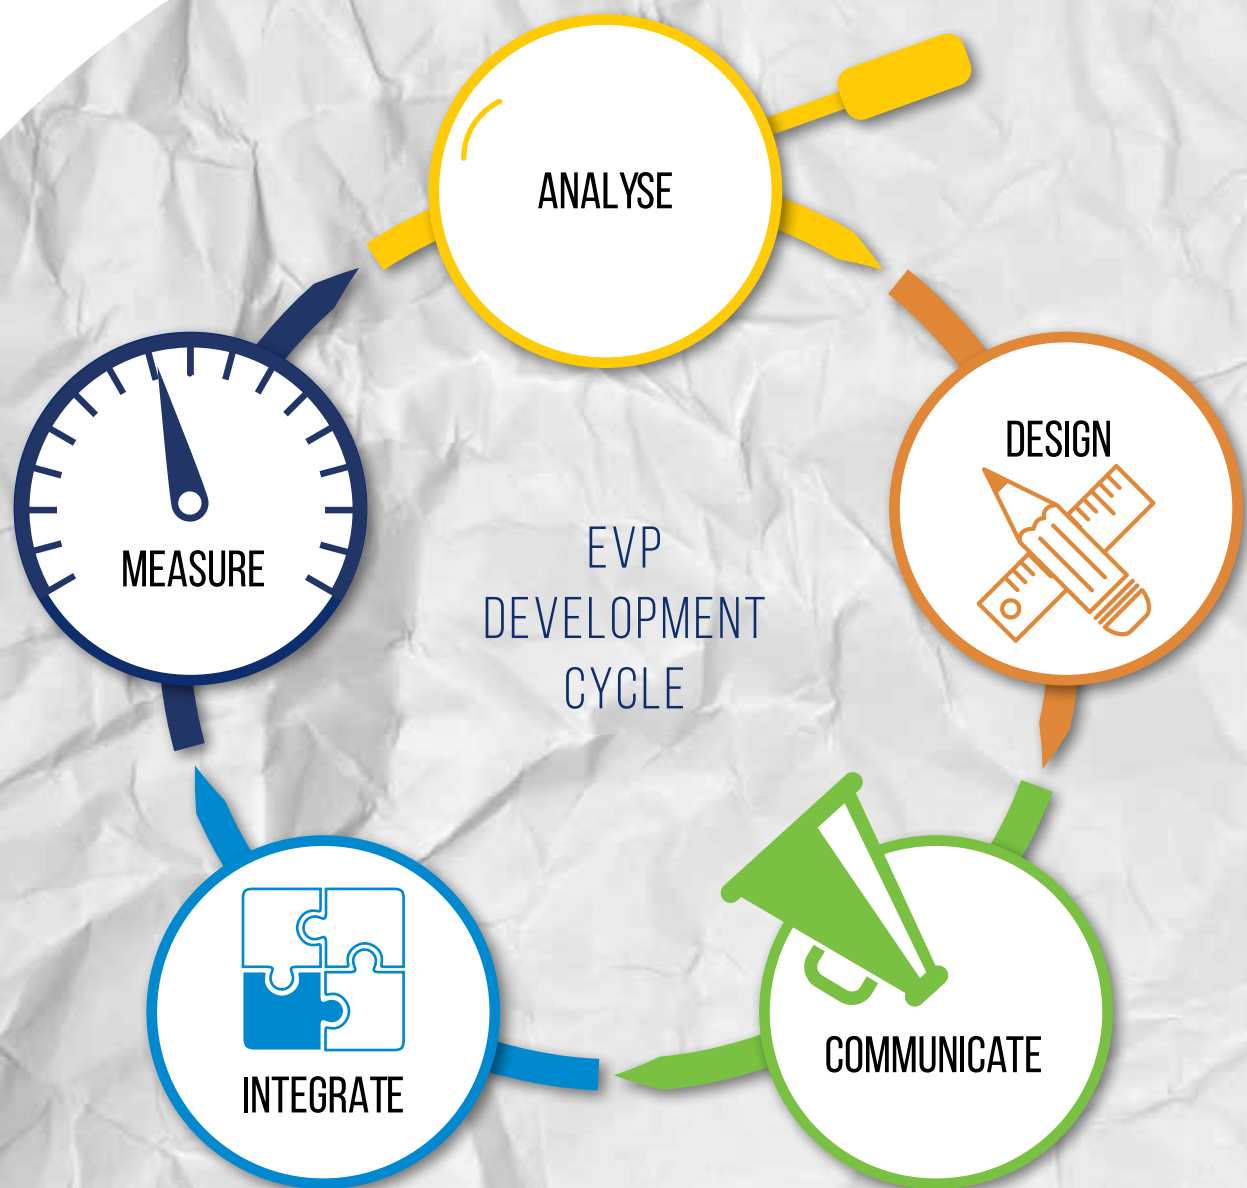 ANALYSE
DESIGN
COMMUNICATE
INTEGRATE
MEASURE
EVP
DEVELOPMENT
CYCLE